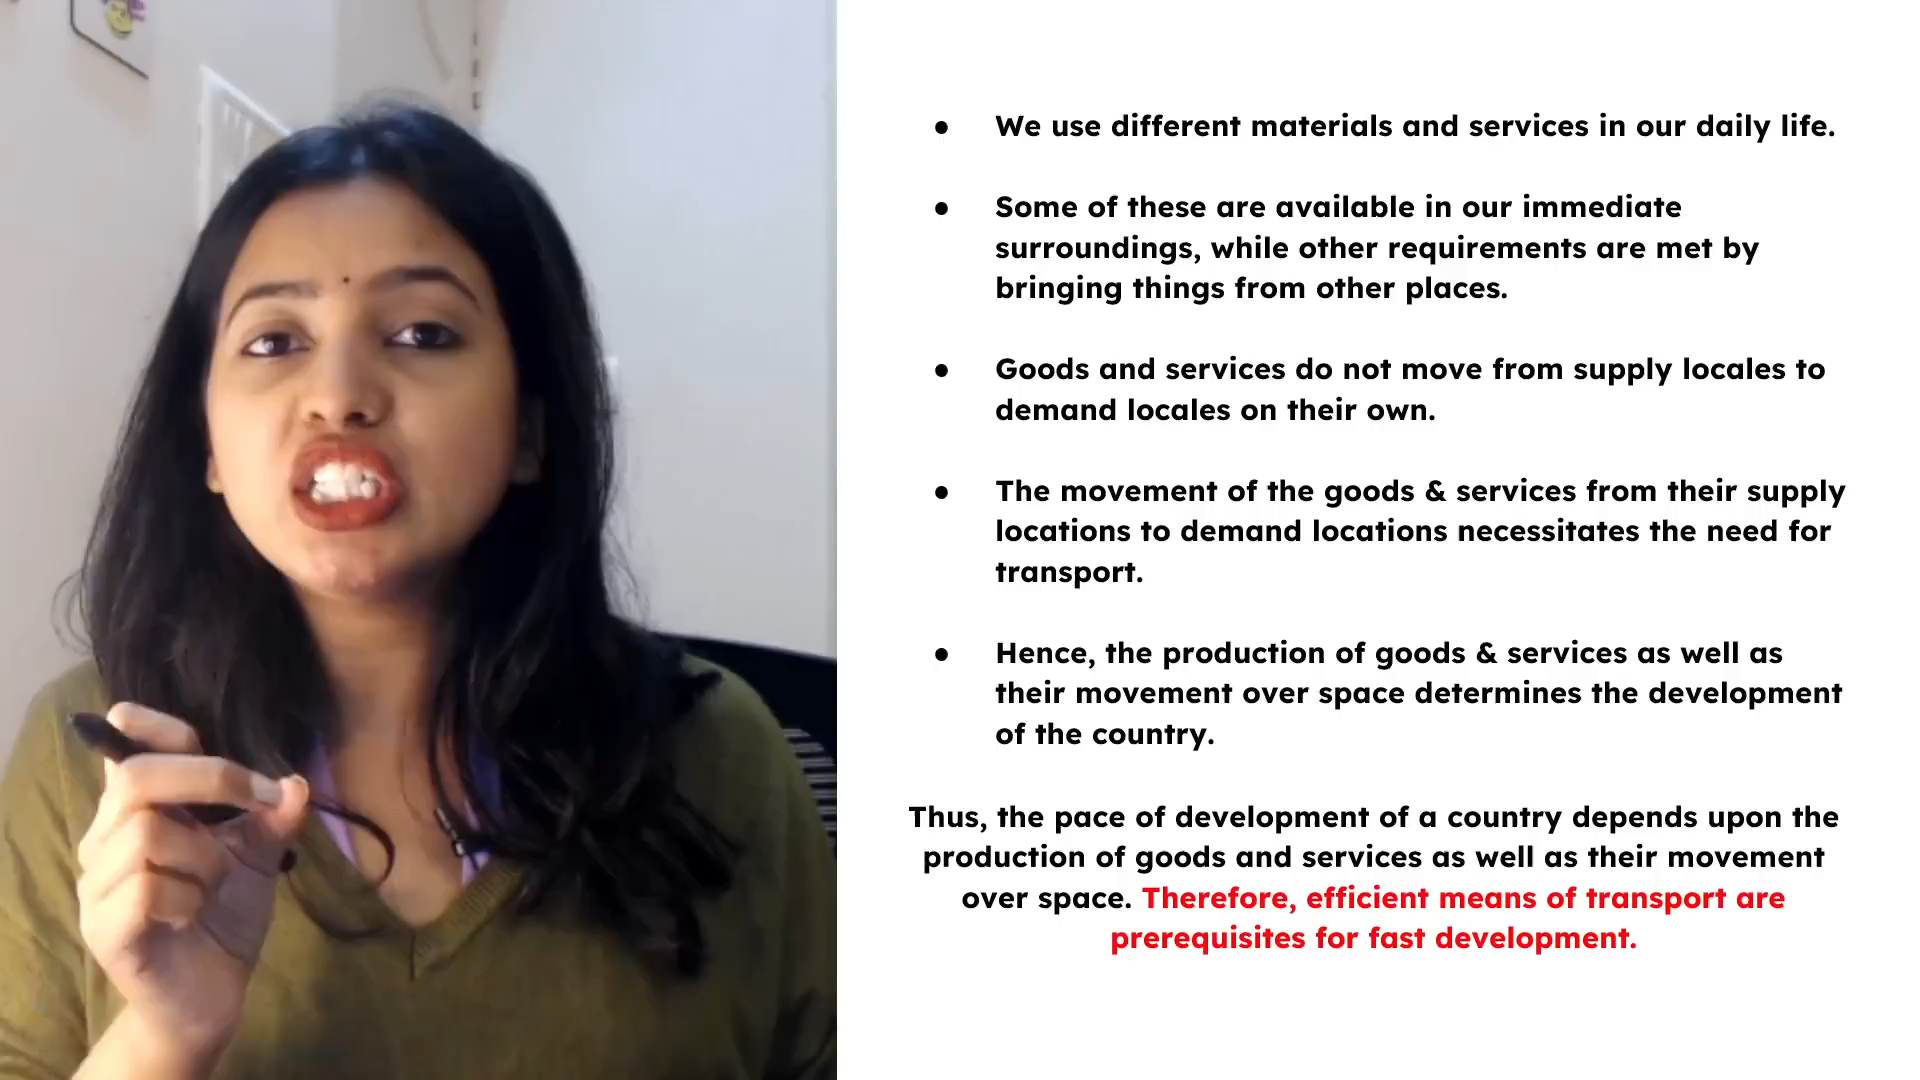 ● We use different materials and services in our daily life.
● Some of these are available in our immediate
surroundings, while other requirements are met by
bringing things from other places.
● Goods and services do not move from supply locales to
demand locales on their own.
● The movement of the goods & services from their supply
locations to demand locations necessitates the need for
transport.
● Hence, the production of goods & services as well as
their movement over space determines the development
of the country.
Thus, the pace of development of a country depends upon the
production of goods and services as well as their movement
over space. Therefore, efficient means of transport are
prerequisites for fast development.